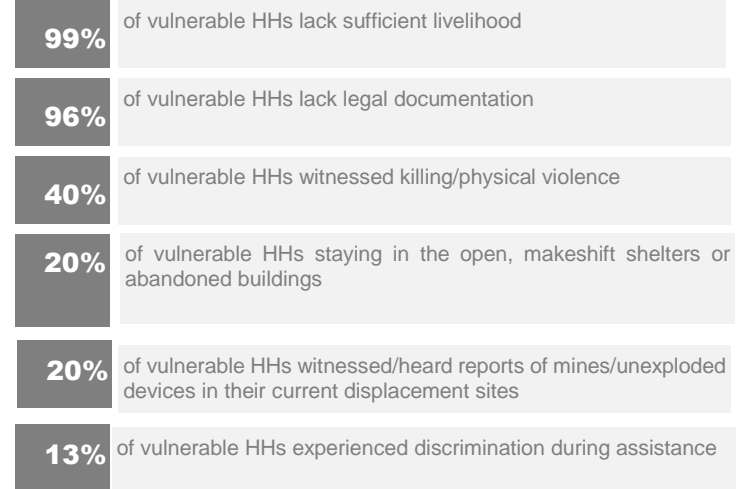 99% of vulnerable HHs lack sufficient livelihood
96% of vulnerable HHs lack legal documentation
40% of vulnerable HHs witnessed killing/physical violence
20% of vulnerable HHs staying in the open, makeshift shelters or
abandoned buildings
20% of vulnerable HHs witnessed/heard reports of mines/unexploded
devices in their current displacement sites
13% of vulnerable HHs experienced discrimination during assistance